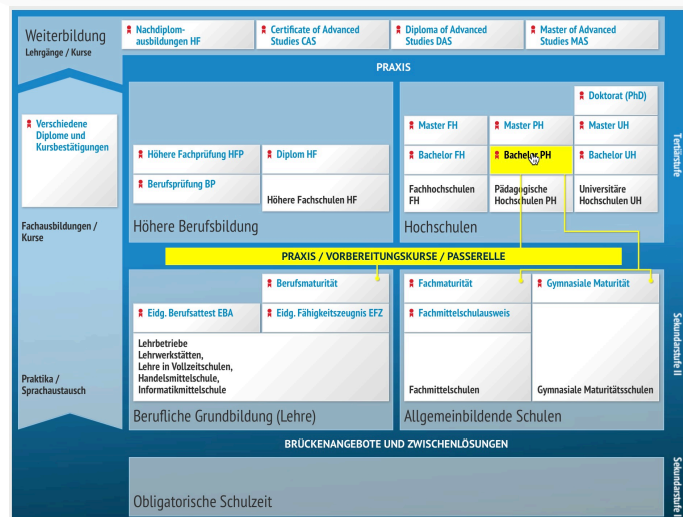 Weiterbildung
Lehrgänge / Kurse
Nachdiplom-
ausbildungen HF
Certificate of Advanced
Studies CAS
Diploma of Advanced
Studies DAS
Master of Advanced
Studies MAS
PRAXIS
Verschiedene
Diplome und
Kursbestätigungen
Fachausbildungen /
Kurse
Praktika /
Sprachaustausch
Höhere Fachprüfung HFP
Diplom HF
Berufsprüfung BP
Höhere Fachschulen HF
Höhere Berufsbildung
Doktorat (PhD)
Master FH
Master PH
Master UH
Bachelor FH
Bachelor PH
Bachelor UH
Fachhochschulen
FH
Pädagogische
Hochschulen PH
Universitäre
Hochschulen UH
Hochschulen
Tertiärstufe
PRAXIS / VORBEREITUNGSKURSE / PASSERELLE
Berufsmaturität
Eidg. Berufsattest EBA
Eidg. Fähigkeitszeugnis EFZ
Lehrbetriebe
Lehrwerkstätten,
Lehre in Vollzeitschulen,
Handelsmittelschule,
Informatikmittelschule
Berufliche Grundbildung (Lehre)
Fachmaturität
Gymnasiale Maturität
Fachmittelschulausweis
Fachmittelschulen
Gymnasiale Maturitätsschulen
Allgemeinbildende Schulen
Sekundarstufe II
BRÜCKENANGEBOTE UND ZWISCHENLÖSUNGEN
Obligatorische Schulzeit
Sekundarstufe I